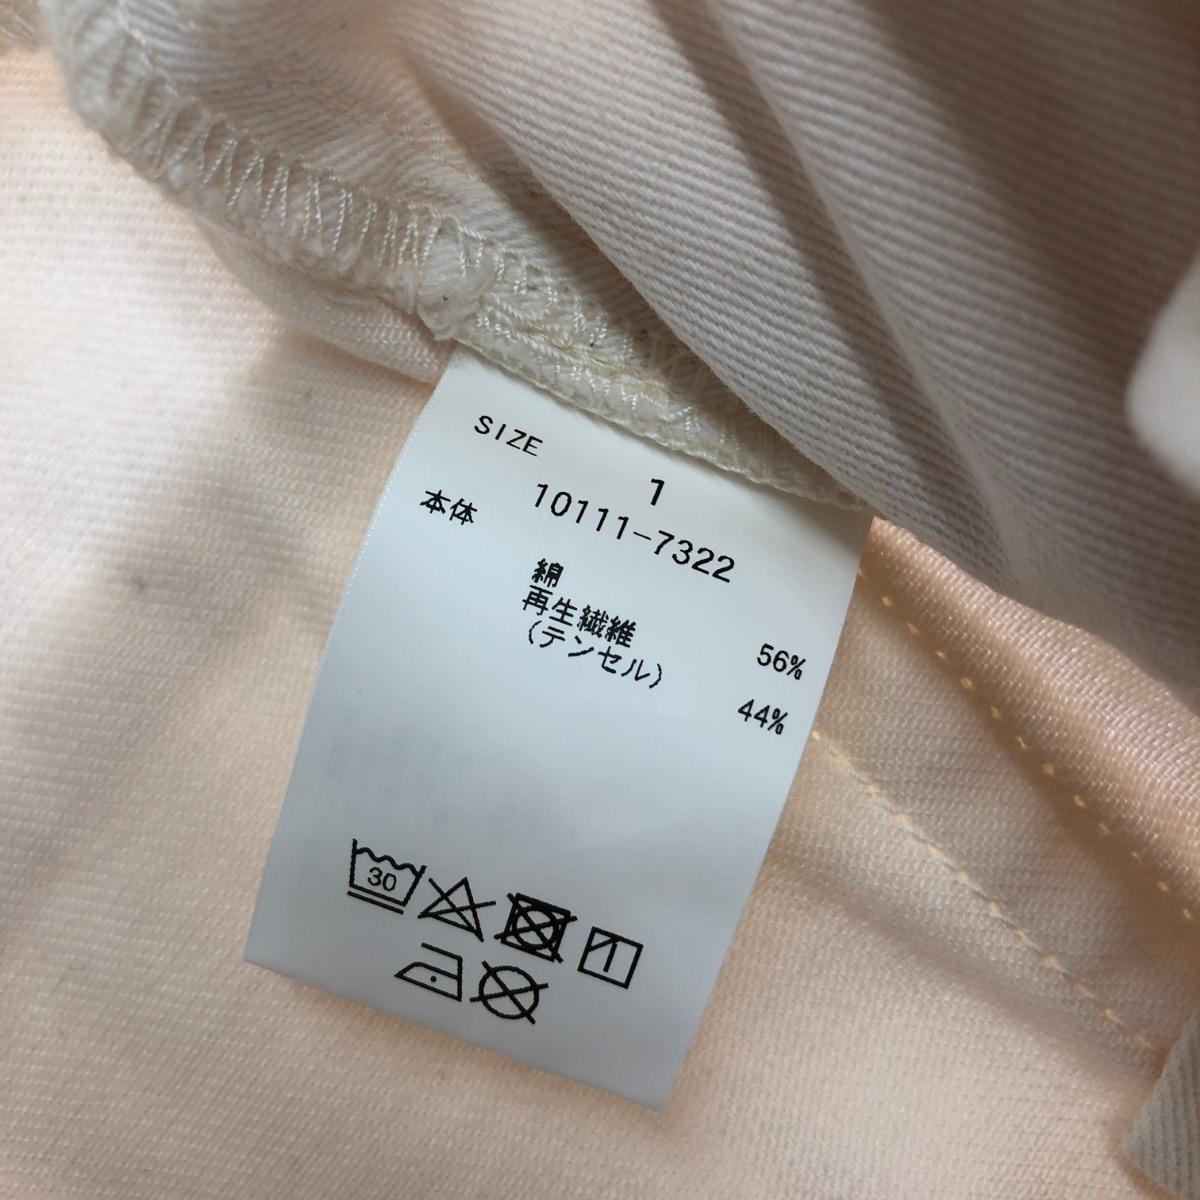 SIZE 1
10111-7322
本体
綿 56%
再生繊維
(テンセル) 44%
30